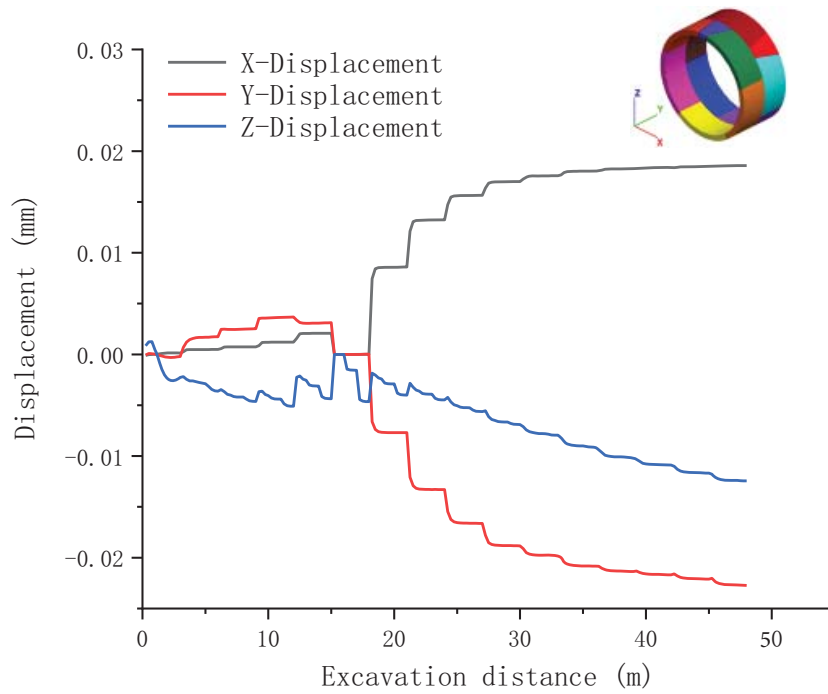 0.03
X-Displacement
Y-Displacement
Z-Displacement
Z
Y
X
0.02
0.01
0.00
-0.01
-0.02
Displacement (mm)
0
10
20
30
40
50
Excavation distance (m)